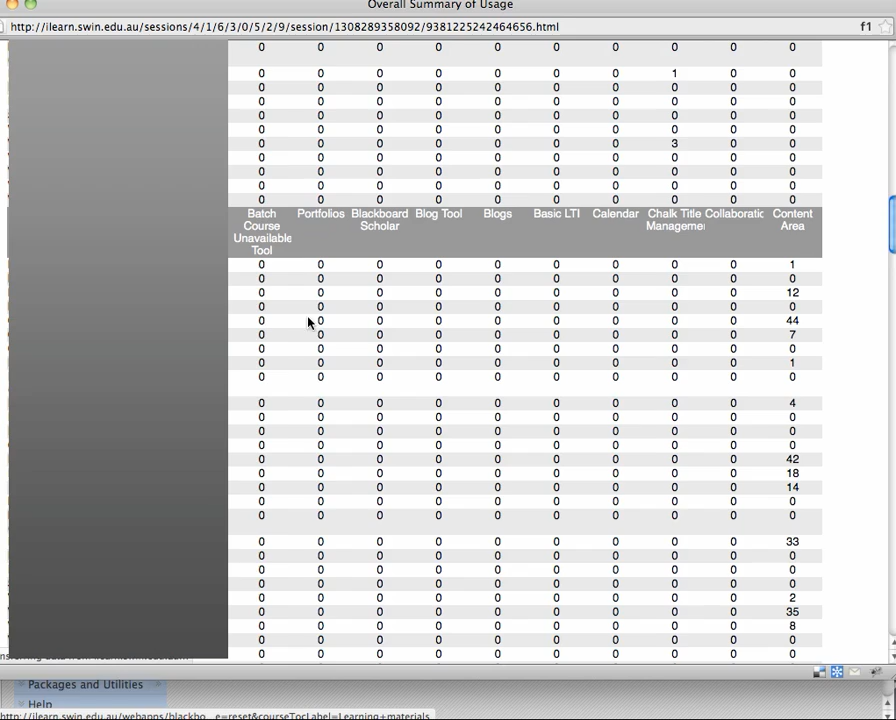 Overall Summary of Usage
http://ilearn.swin.edu.au/sessions/4/1/6/3/0/5/2/9/session/1308289358092/9381225242464656.html f1
0 0 0 0 0 0 0 0 0 0
0 0 0 0 0 0 0 1 0 0
0 0 0 0 0 0 0 0 0 0
0 0 0 0 0 0 0 0 0 0
0 0 0 0 0 0 0 0 0 0
0 0 0 0 0 0 0 0 0 0
0 0 0 0 0 0 0 3 0 0
0 0 0 0 0 0 0 0 0 0
0 0 0 0 0 0 0 0 0 0
0 0 0 0 0 0 0 0 0 0
0 0 0 0 0 0 0 0 0 0
Batch Portfolios Blackboard Blog Tool Blogs Basic LTI Calendar Chalk Title Collaboratic Content
Course Scholar Managemer Area
Unavailable
Tool
0 0 0 0 0 0 0 0 0 1
0 0 0 0 0 0 0 0 0 0
0 0 0 0 0 0 0 0 0 12
0 0 0 0 0 0 0 0 0 0
0 0 0 0 0 0 0 0 0 44
0 0 0 0 0 0 0 0 0 7
0 0 0 0 0 0 0 0 0 0
0 0 0 0 0 0 0 0 0 1
0 0 0 0 0 0 0 0 0 0
0 0 0 0 0 0 0 0 0 4
0 0 0 0 0 0 0 0 0 0
0 0 0 0 0 0 0 0 0 0
0 0 0 0 0 0 0 0 0 0
0 0 0 0 0 0 0 0 0 42
0 0 0 0 0 0 0 0 0 18
0 0 0 0 0 0 0 0 0 14
0 0 0 0 0 0 0 0 0 0
0 0 0 0 0 0 0 0 0 0
0 0 0 0 0 0 0 0 0 33
0 0 0 0 0 0 0 0 0 0
0 0 0 0 0 0 0 0 0 0
0 0 0 0 0 0 0 0 0 0
0 0 0 0 0 0 0 0 0 2
0 0 0 0 0 0 0 0 0 35
0 0 0 0 0 0 0 0 0 8
0 0 0 0 0 0 0 0 0 0
0 0 0 0 0 0 0 0 0 0
Packages and Utilities
Help
http://ilearn.swin.edu.au/webapps/blackbo...e=reset&courseTocLabel=Learning+materials